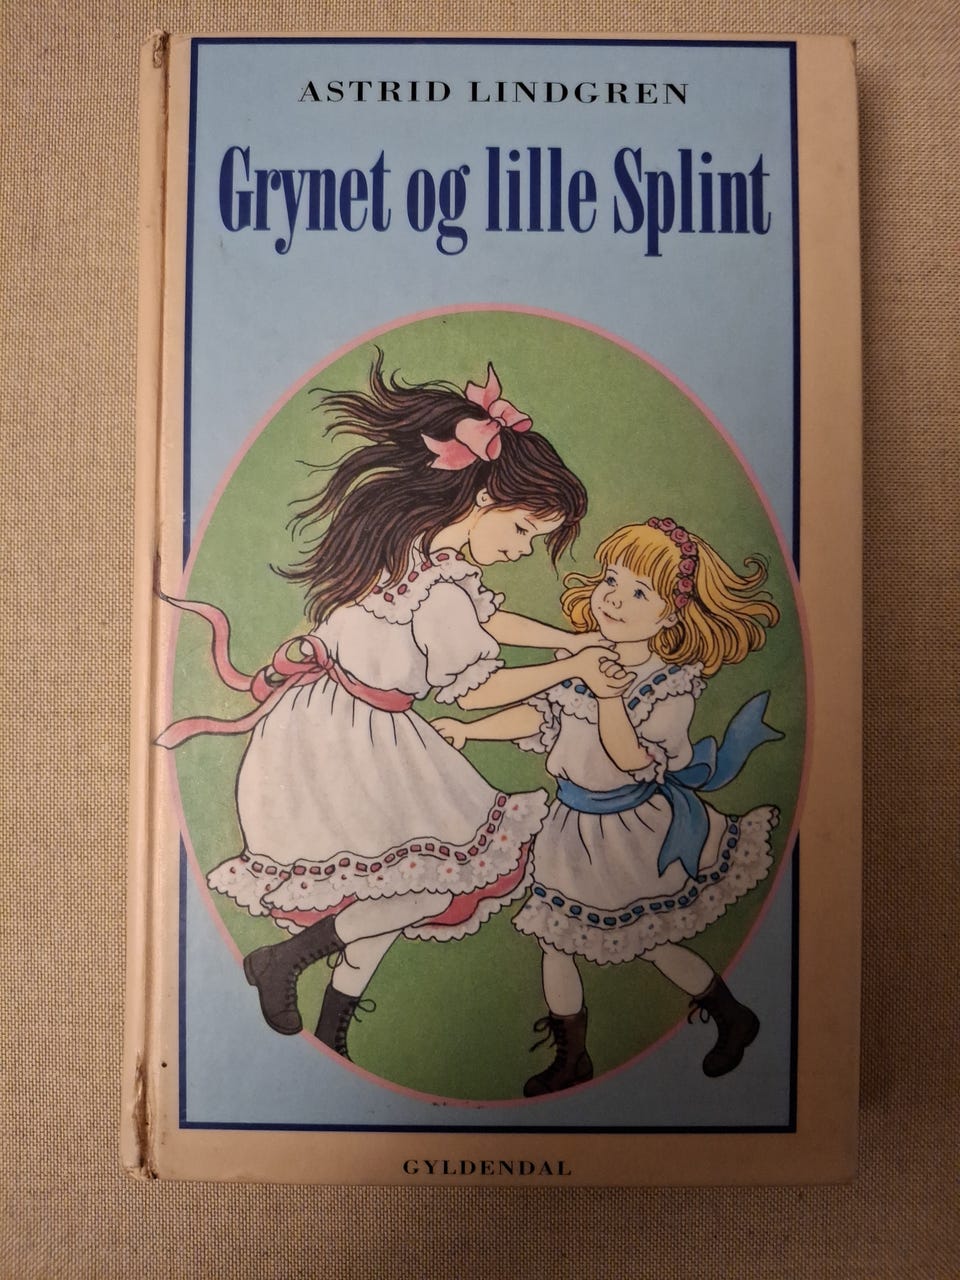 ASTRID LINDGREN
Grynet og lille Splint
GYLDENDAL